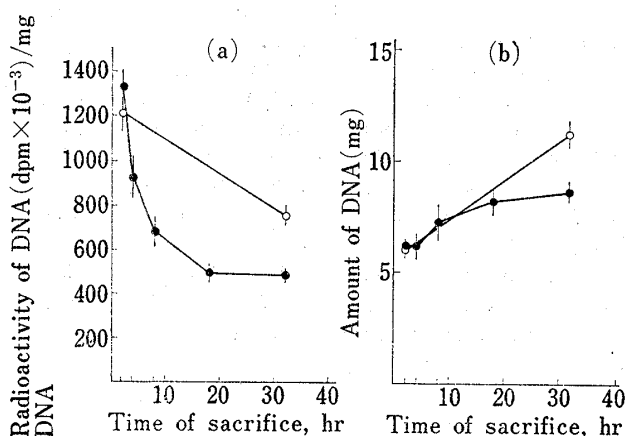 Radioactivity of DNA(dpm×10⁻³)/mg
DNA
(a)
1400
1200
1000
800
600
400
200
10 20 30 40
Time of sacrifice, hr
Amount of DNA(mg)
(b)
15
10
5
10 20 30 40
Time of sacrifice, hr